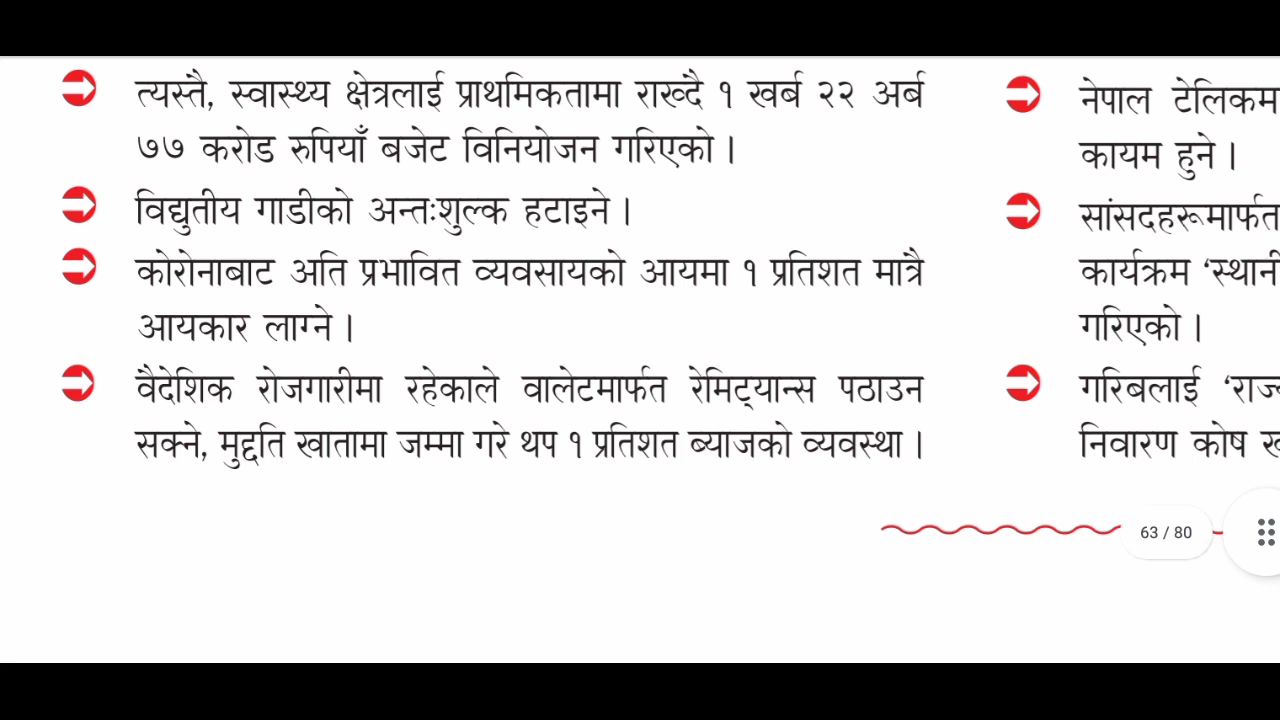 त्यस्तै, स्वास्थ्य क्षेत्रलाई प्राथमिकतामा राख्दै १ खर्ब २२ अर्ब
७७ करोड रुपियाँ बजेट विनियोजन गरिएको ।
विद्युतीय गाडीको अन्तःशुल्क हटाइने ।
कोरोनाबाट अति प्रभावित व्यवसायको आयमा १ प्रतिशत मात्रै
आयकार लाग्ने ।
वैदेशिक रोजगारीमा रहेकाले वालेटमार्फत रेमिट्यान्स पठाउन
सक्ने, मुद्दति खातामा जम्मा गरे थप १ प्रतिशत ब्याजको व्यवस्था ।
नेपाल टेलिकम
कायम हुने ।
सांसदहरूमार्फत
कार्यक्रम ‘स्थानी
गरिएको ।
गरिबलाई
निवारण कोष
63 / 80